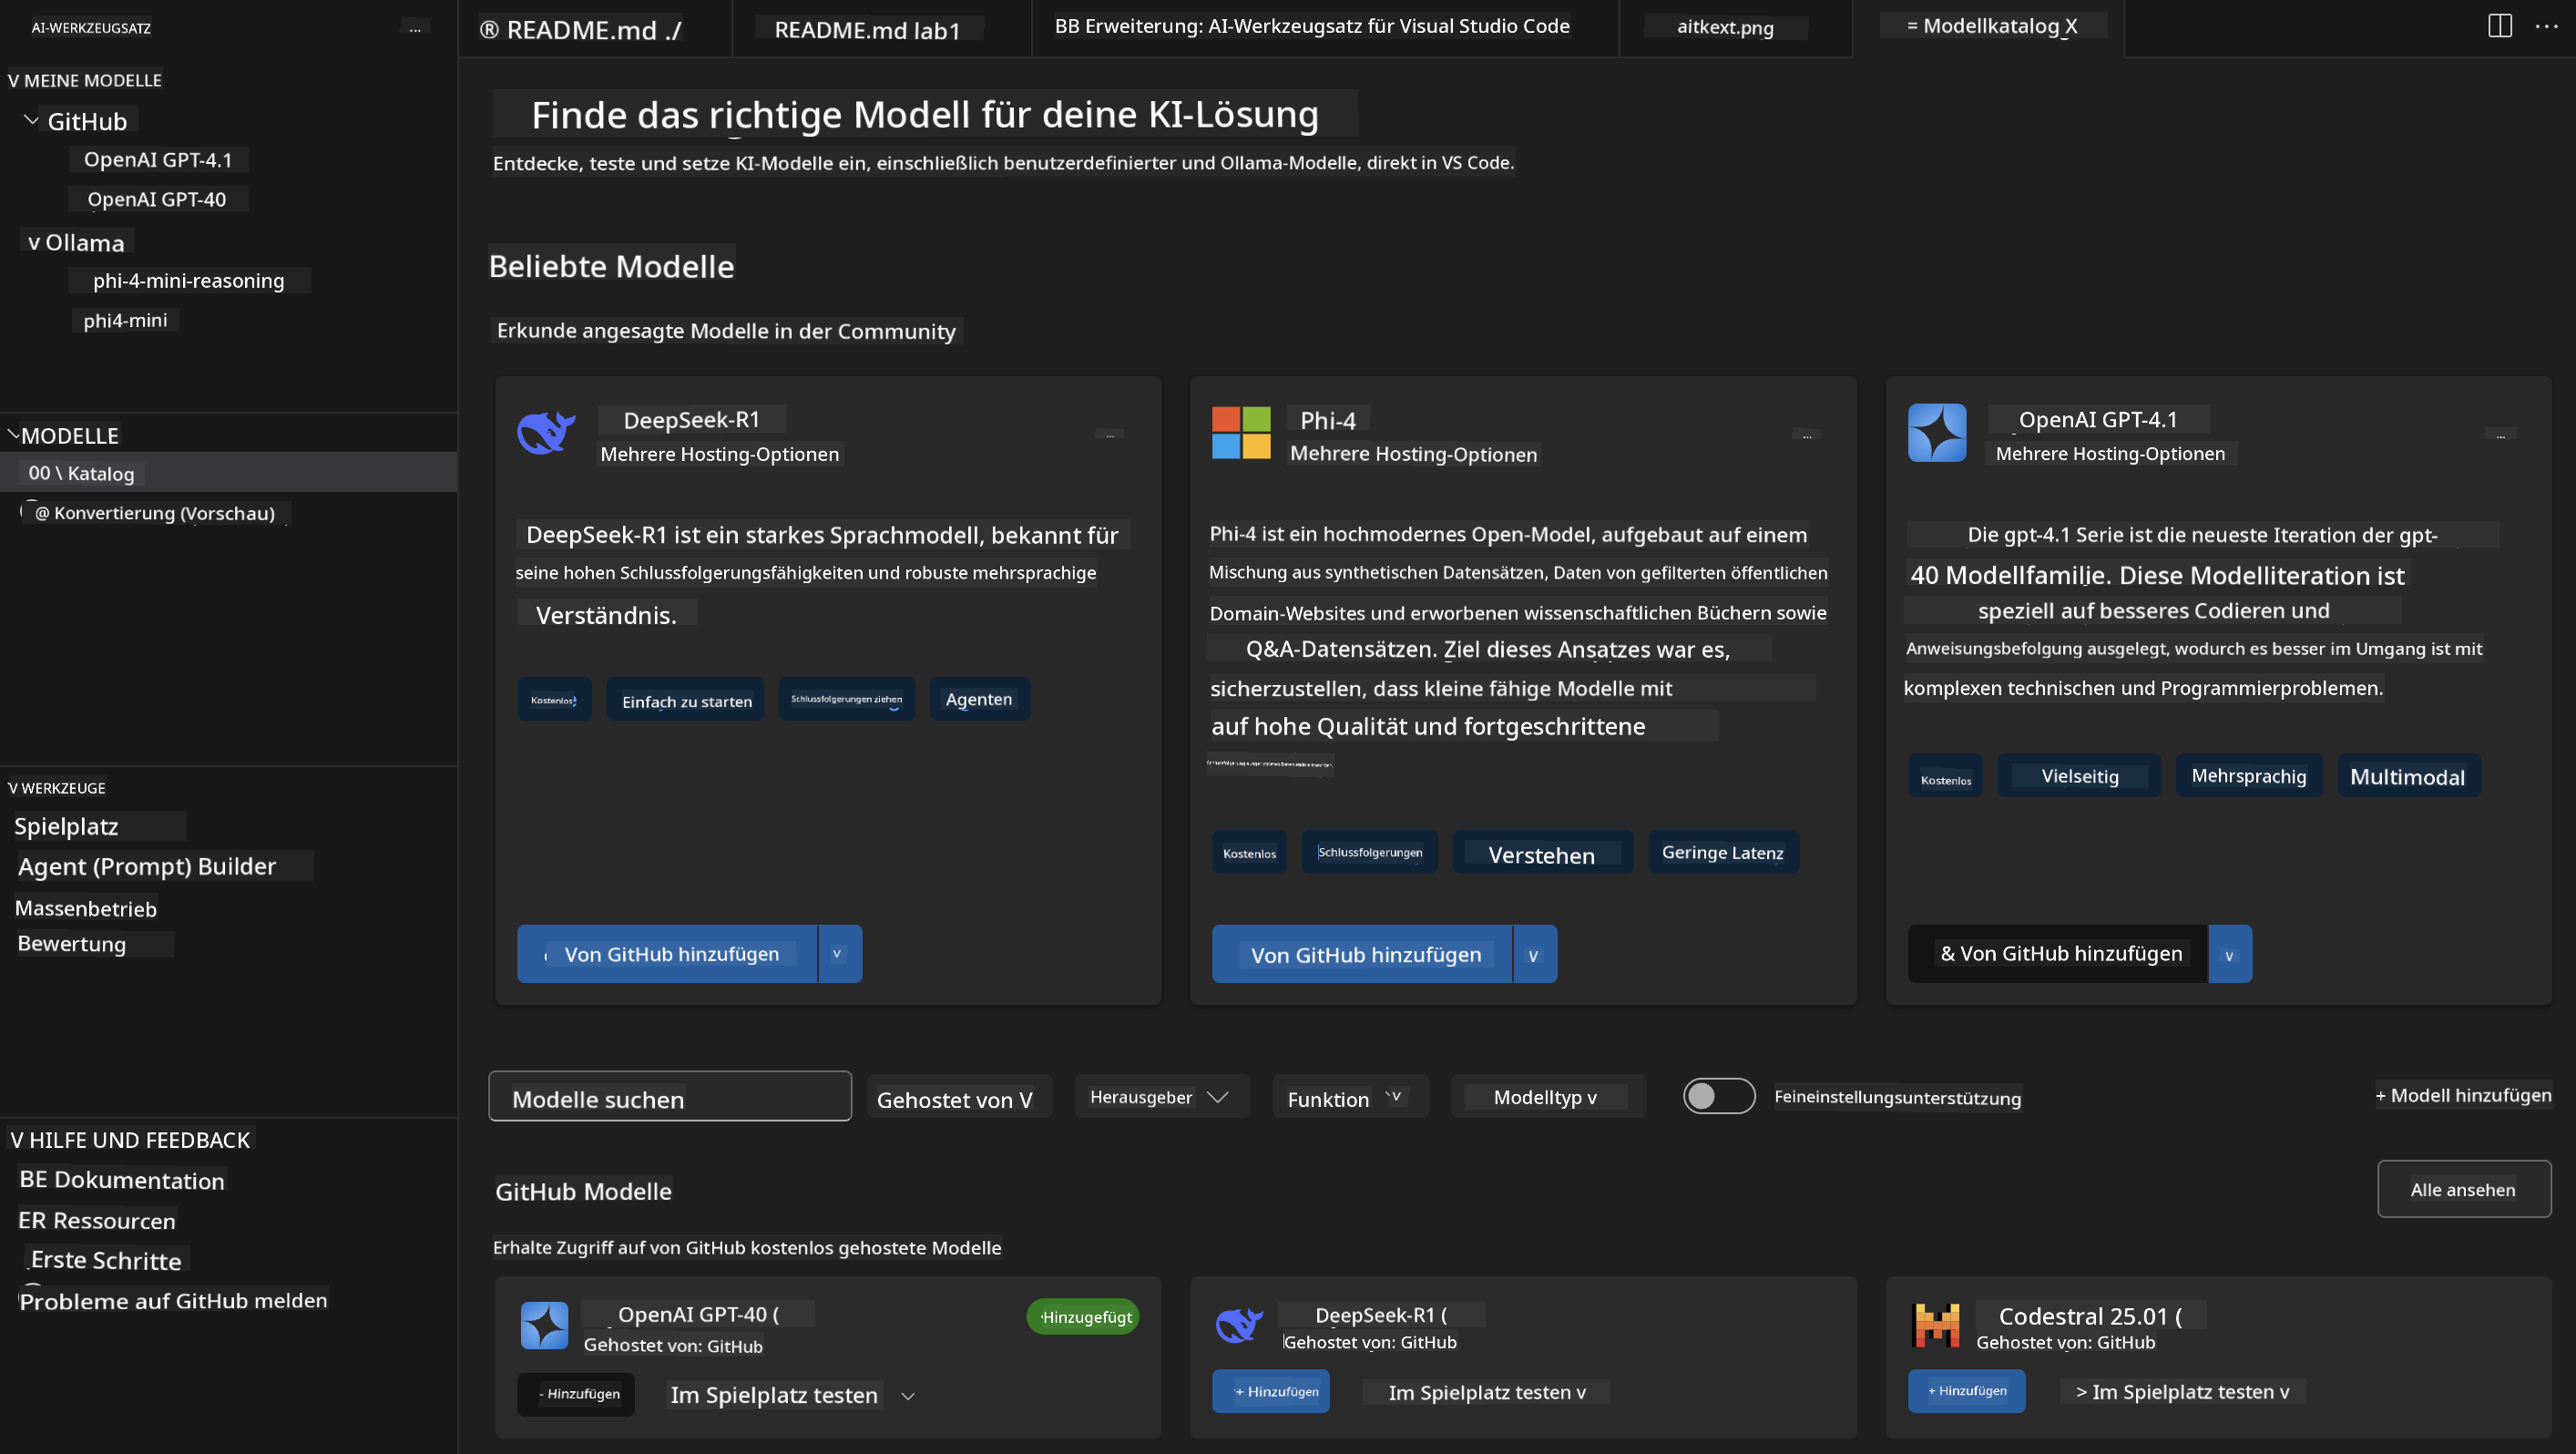 AI-WERKZEUGSATZ
...
® README.md ./
README.md lab1
BB Erweiterung: AI-Werkzeugsatz für Visual Studio Code
aitkext.png
= Modellkatalog X
V MEINE MODELLE
GitHub
OpenAI GPT-4.1
OpenAI GPT-40
v Ollama
phi-4-mini-reasoning
phi4-mini
MODELLE
00 \ Katalog
@ Konvertierung (Vorschau)
V WERKZEUGE
Spielplatz
Agent (Prompt) Builder
Massenbetrieb
Bewertung
V HILFE UND FEEDBACK
BE Dokumentation
ER Ressourcen
Erste Schritte
Probleme auf GitHub melden
Finde das richtige Modell für deine KI-Lösung
Entdecke, teste und setze KI-Modelle ein, einschließlich benutzerdefinierter und Ollama-Modelle, direkt in VS Code.
Beliebte Modelle
Erkunde angesagte Modelle in der Community
DeepSeek-R1
...
Mehrere Hosting-Optionen
DeepSeek-R1 ist ein starkes Sprachmodell, bekannt für
seine hohen Schlussfolgerungsfähigkeiten und robuste mehrsprachige
Verständnis.
Kostenlos
Einfach zu starten
Schlussfolgerungen ziehen
Agenten
Von GitHub hinzufügen
v
Phi-4
...
Mehrere Hosting-Optionen
Phi-4 ist ein hochmodernes Open-Model, aufgebaut auf einem
Mischung aus synthetischen Datensätzen, Daten von gefilterten öffentlichen
Domain-Websites und erworbenen wissenschaftlichen Büchern sowie
Q&A-Datensätzen. Ziel dieses Ansatzes war es,
sicherzustellen, dass kleine fähige Modelle mit
auf hohe Qualität und fortgeschrittene
Kostenlos
Schlussfolgerungen
Verstehen
Geringe Latenz
Von GitHub hinzufügen
v
OpenAI GPT-4.1
...
Mehrere Hosting-Optionen
Die gpt-4.1 Serie ist die neueste Iteration der gpt-
40 Modellfamilie. Diese Modelliteration ist
speziell auf besseres Codieren und
Anweisungsbefolgung ausgelegt, wodurch es besser im Umgang ist mit
komplexen technischen und Programmierproblemen.
Kostenlos
Vielseitig
Mehrsprachig
Multimodal
& Von GitHub hinzufügen
v
Modelle suchen
Gehostet von V
Herausgeber
Funktion v
Modelltyp v
Feineinstellungsunterstützung
+ Modell hinzufügen
GitHub Modelle
Alle ansehen
Erhalte Zugriff auf von GitHub kostenlos gehostete Modelle
OpenAI GPT-40 (
Hinzugefügt
Gehostet von: GitHub
- Hinzufügen
Im Spielplatz testen
DeepSeek-R1 (
Gehostet von: GitHub
+ Hinzufügen
Im Spielplatz testen v
Codestral 25.01 (
Gehostet von: GitHub
+ Hinzufügen
> Im Spielplatz testen v